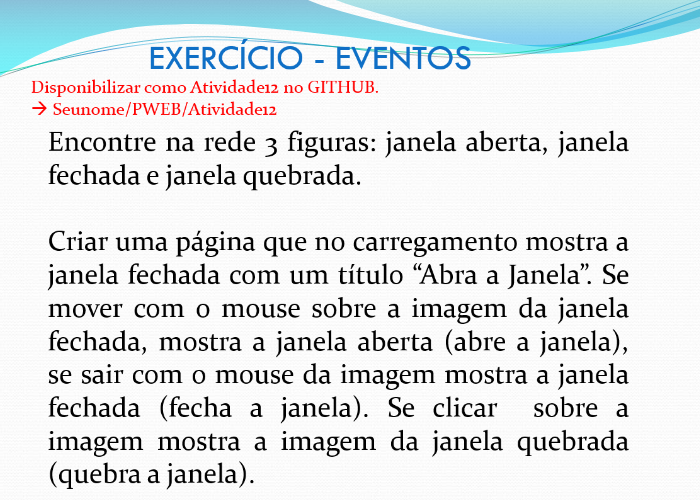 EXERCÍCIO - EVENTOS
Disponibilizar como Atividade12 no GITHUB.
→ Seunome/PWEB/Atividade12
Encontre na rede 3 figuras: janela aberta, janela
fechada e janela quebrada.
Criar uma página que no carregamento mostra a
janela fechada com um título “Abra a Janela”. Se
mover com o mouse sobre a imagem da janela
fechada, mostra a janela aberta (abre a janela),
se sair com o mouse da imagem mostra a janela
fechada (fecha a janela). Se clicar sobre a
imagem mostra a imagem da janela quebrada
(quebra a janela).